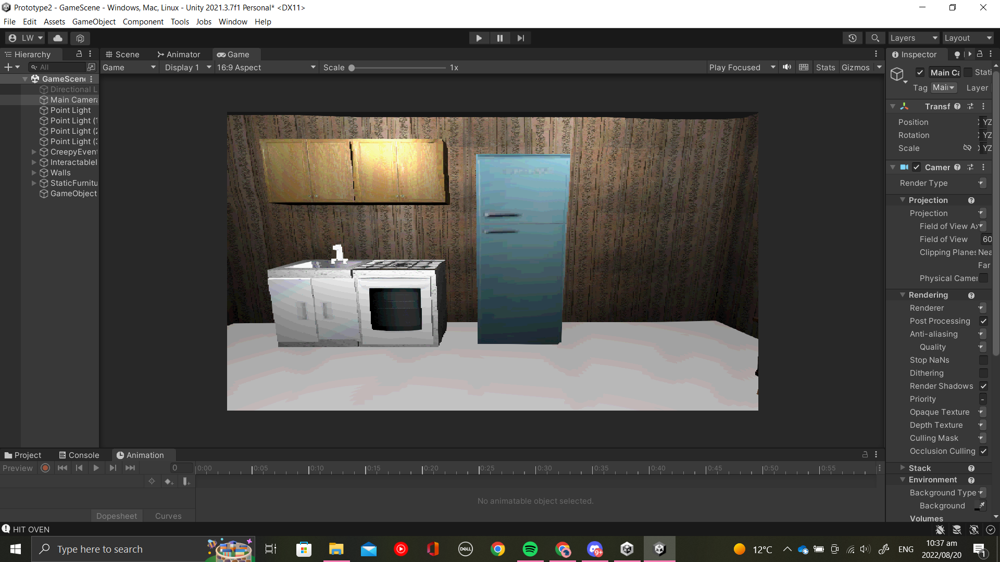 Prototype2 - GameScene - Windows, Mac, Linux - Unity 2021.3.7f1 Personal* <DX11>
File Edit Assets GameObject Component Tools Jobs Window Help
LW
Layers
Layout
Hierarchy
Scene
Animator
Game
Inspector
All
Game
Display 1
16:9 Aspect
Scale
1x
Play Focused
Stats
Gizmos
GameScene
Directional L
Main Camera
Point Light
Point Light (1
Point Light (2
Point Light (3
CreepyEven
InteractableI
Walls
StaticFurnitu
GameObject
Main Ca
Stati
Tag
Mai
Layer
Transf
Position
X YZ
Rotation
X YZ
Scale
X YZ
Camer
Render Type
Projection
Projection
Field of View Ax
Field of View
60
Clipping Planes
Nea
Far
Physical Camer
Rendering
Renderer
Post Processing
Anti-aliasing
Quality
Stop NaNs
Dithering
Render Shadows
Priority
-
Opaque Texture
Depth Texture
Culling Mask
Occlusion Culling
Stack
Environment
Background Type
Background
Volumes
Project
Console
Animation
Preview
0
0:00 0:05 0:10 0:15 0:20 0:25 0:30 0:35 0:40 0:45 0:50 0:55
No animatable object selected.
Dopesheet
Curves
HIT OVEN
Type here to search
DELL
9+
12°C
ENG
10:37 am
2022/08/20
1